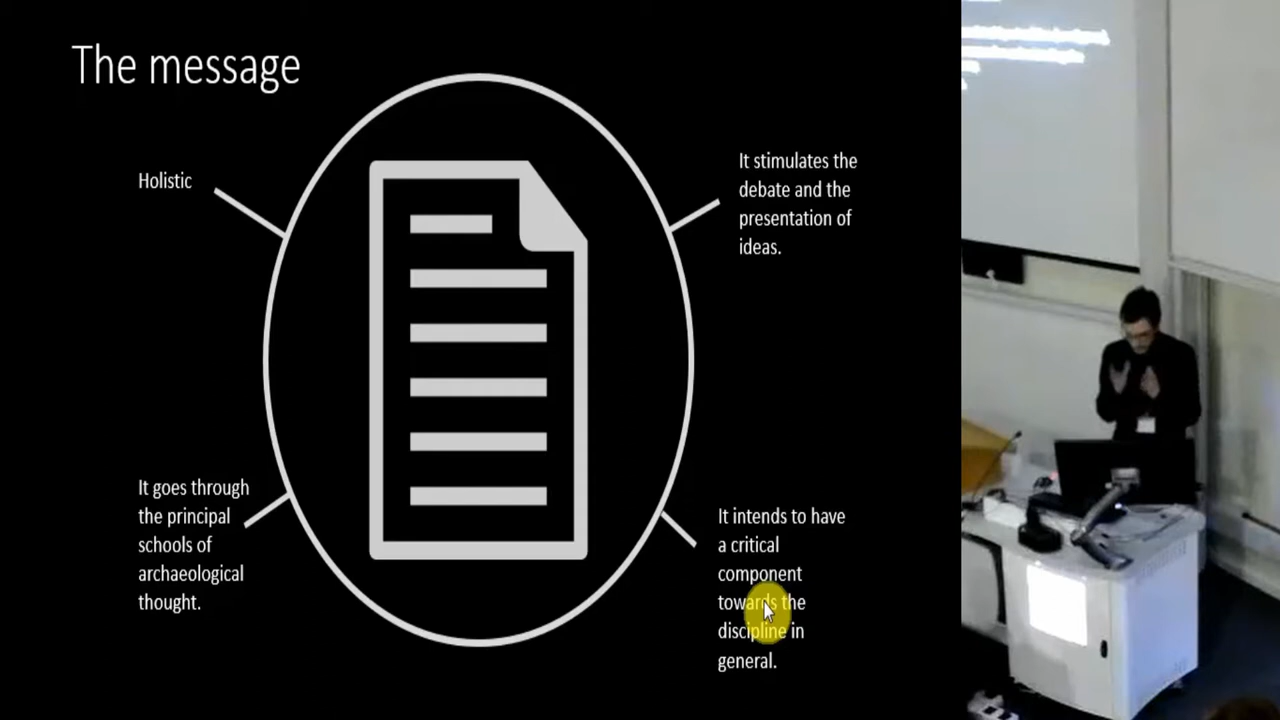 The message
Holistic
It stimulates the
debate and the
presentation of
ideas.
It goes through
the principal
schools of
archaeological
thought.
It intends to have
a critical
component
towards the
discipline in
general.